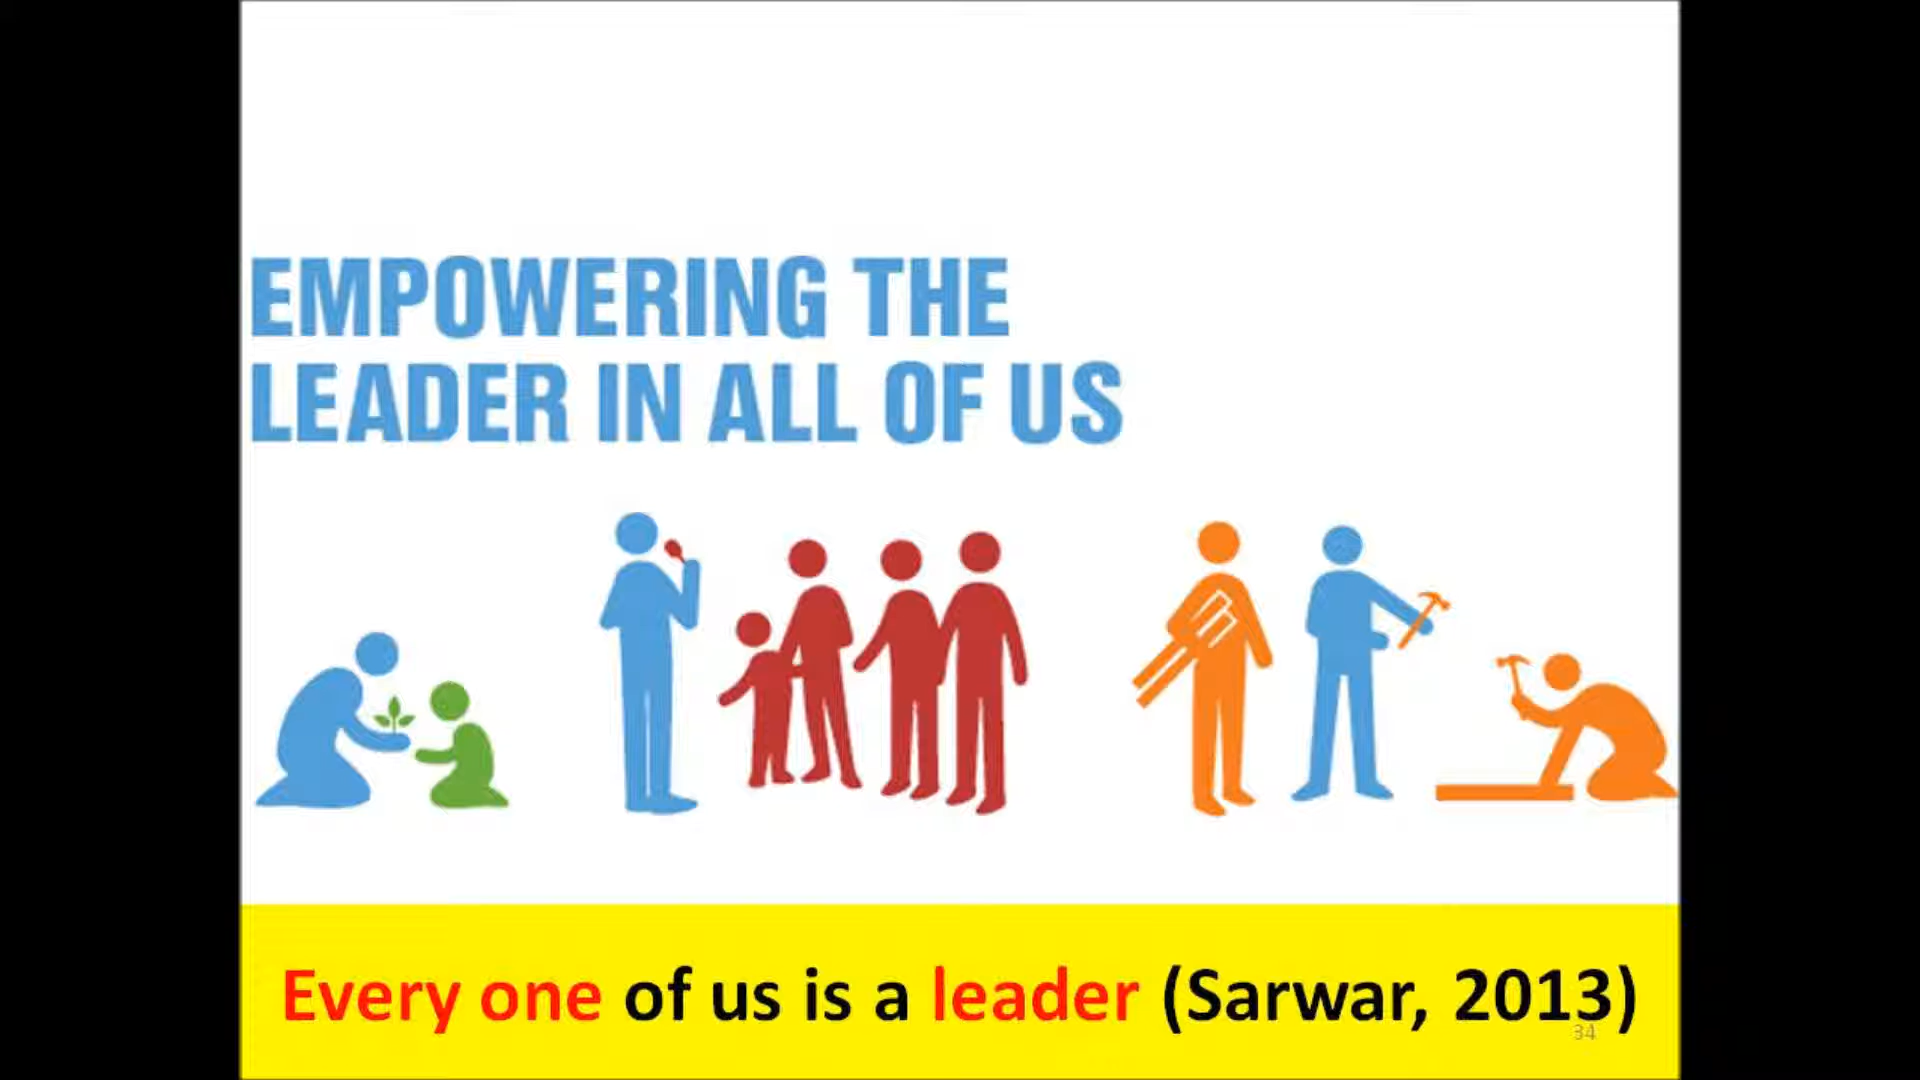 EMPOWERING THE
LEADER IN ALL OF US
Every one of us is a leader (Sarwar, 2013)
34